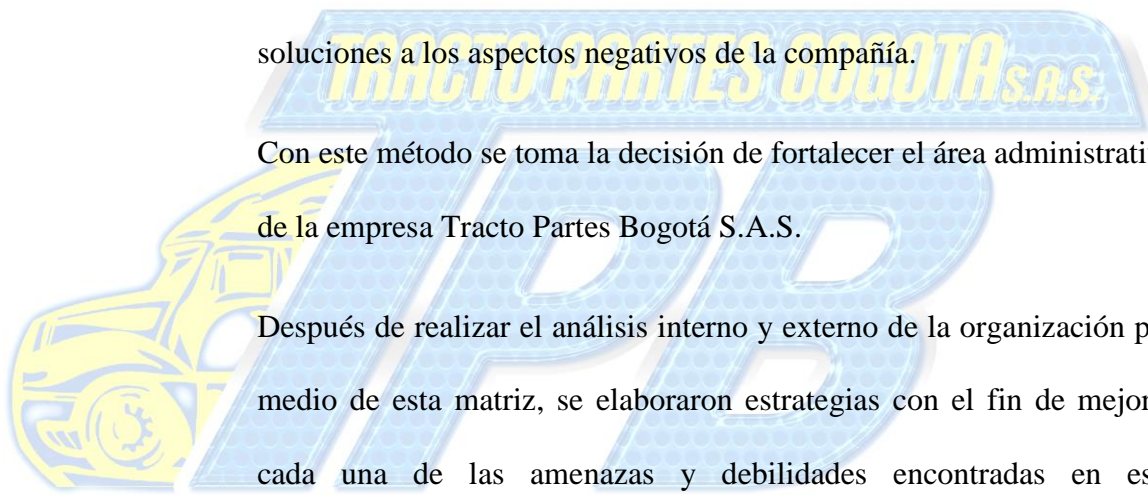 soluciones a los aspectos negativos de la compañía.
TRACTO PARTES BOGOTA S.A.S.
Con este método se toma la decisión de fortalecer el área administrati
de la empresa Tracto Partes Bogotá S.A.S.
TPB
Después de realizar el análisis interno y externo de la organización p
medio de esta matriz, se elaboraron estrategias con el fin de mejor
cada una de las amenazas y debilidades encontradas en es